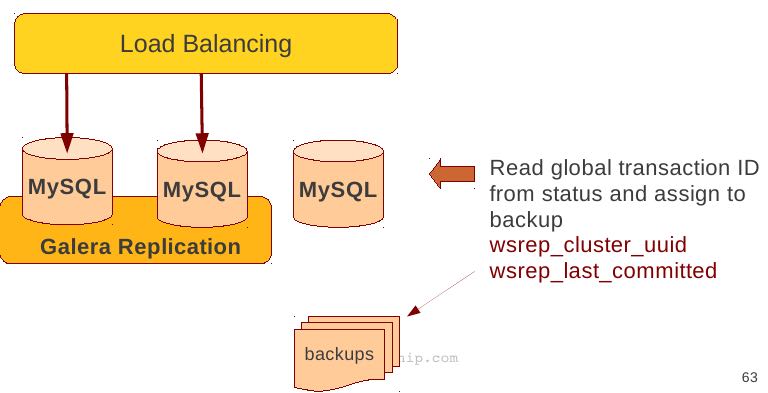 Load Balancing
MySQL
MySQL
MySQL
Galera Replication
Read global transaction ID
from status and assign to
backup
wsrep_cluster_uuid
wsrep_last_committed
backups
hip.com
63